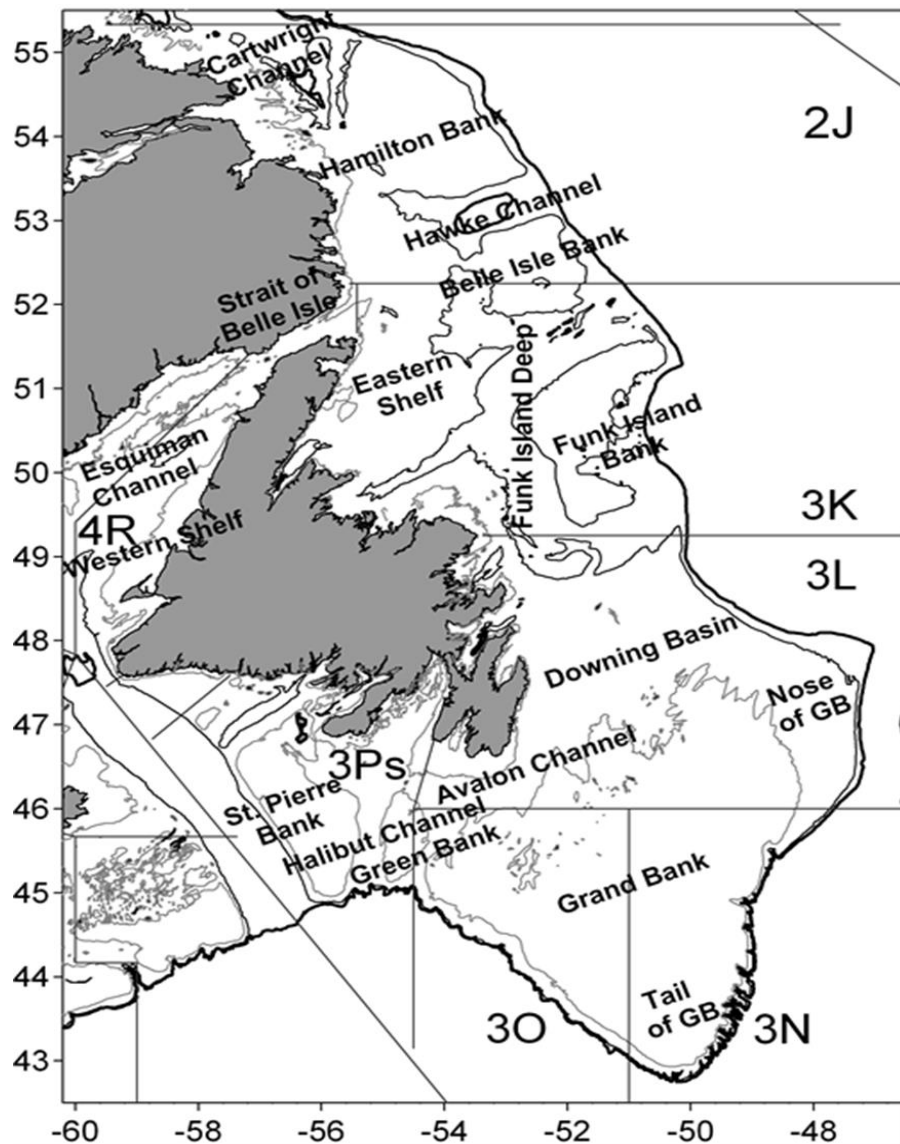 55
54
53
52
51
50
49
48
47
46
45
44
43
Cartwright
Channel
2J
Hamilton Bank
Hawke Channel
Belle Isle Bank
Strait of
Belle Isle
Funk Island Deep
Eastern
Shelf
Funk Island
Bank
Esquiman
Channel
3K
4R
Western Shelf
3L
Downing Basin
Nose
of GB
3Ps
Avalon Channel
St. Pierre
Bank
Halibut Channel
Green Bank
Grand Bank
Tail
of GB
3O
3N
-60
-58
-56
-54
-52
-50
-48